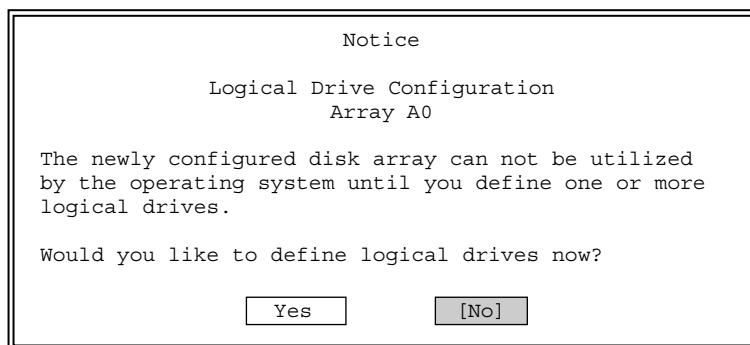 Notice
Logical Drive Configuration
Array A0
The newly configured disk array can not be utilized
by the operating system until you define one or more
logical drives.
Would you like to define logical drives now?
Yes [No]